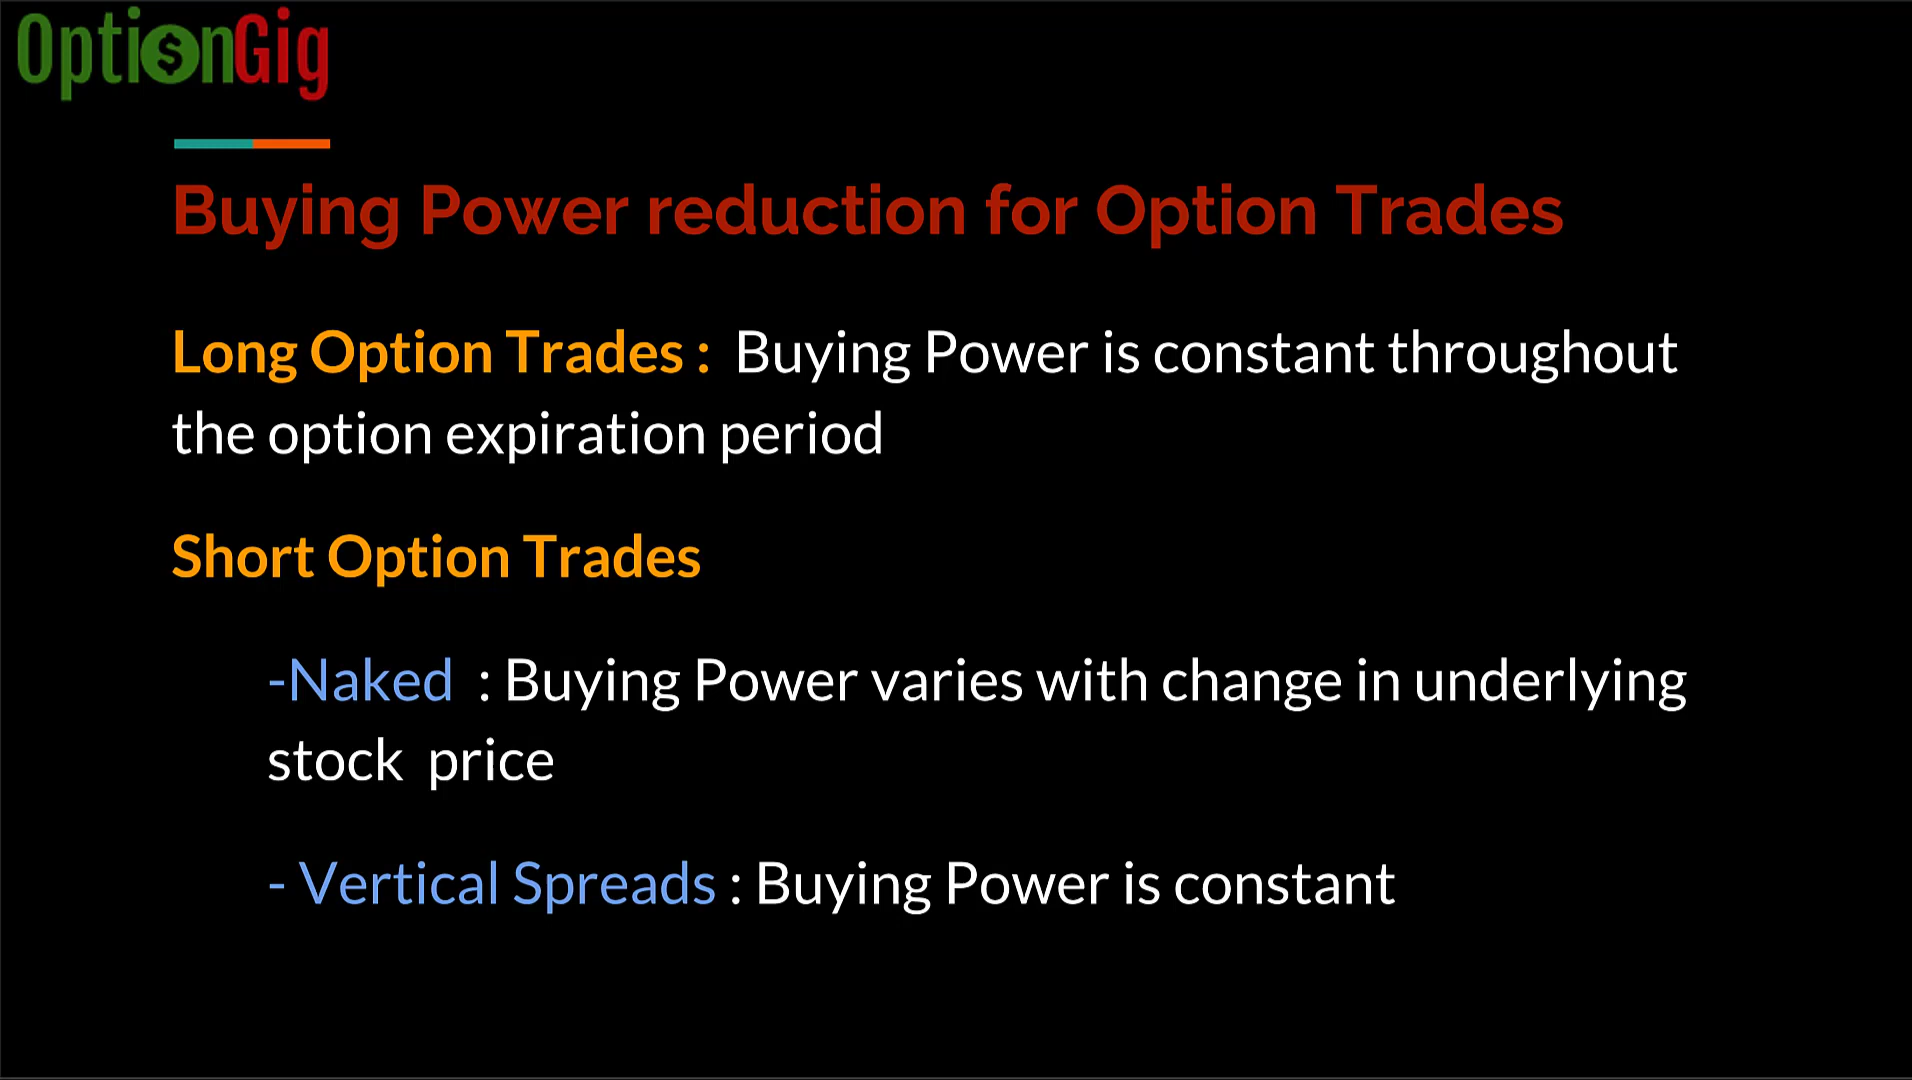 OptionGig
Buying Power reduction for Option Trades
Long Option Trades : Buying Power is constant throughout
the option expiration period
Short Option Trades
-Naked : Buying Power varies with change in underlying
stock price
- Vertical Spreads : Buying Power is constant